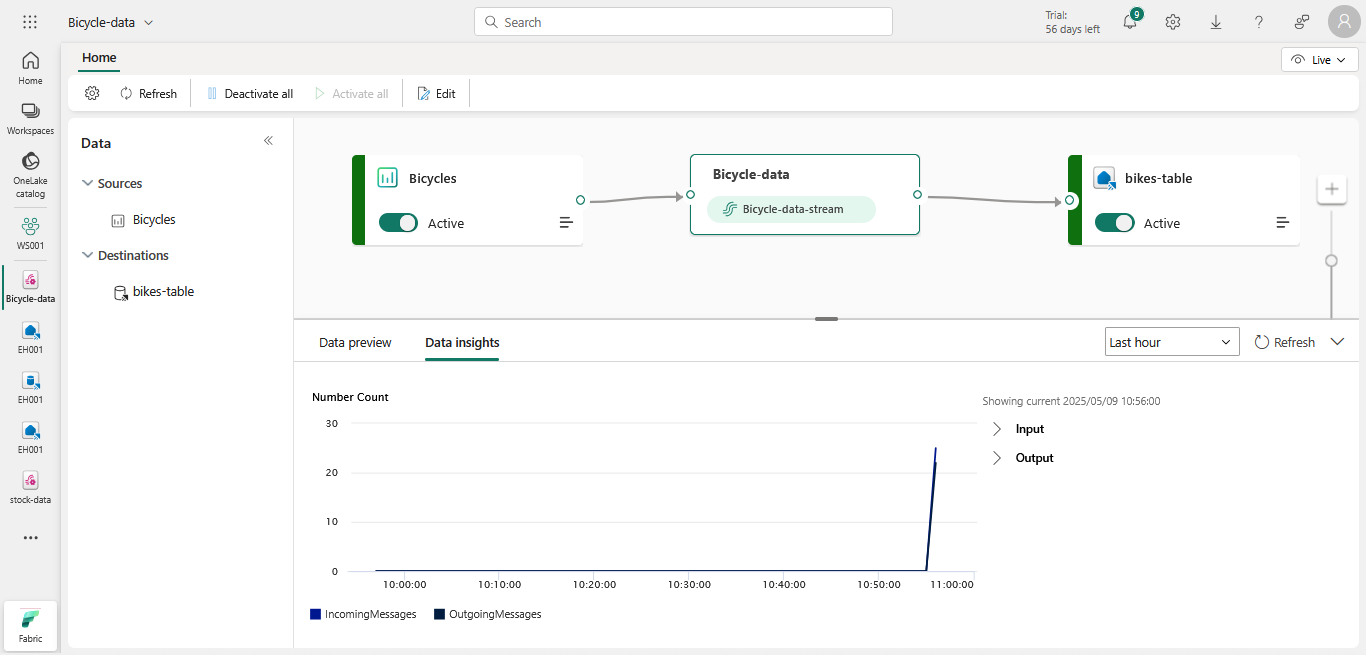 Bicycle-data
Search
Trial:
56 days left
9
Home
Workspaces
OneLake
catalog
WS001
Bicycle-data
EH001
EH001
EH001
stock-data
Fabric
Home
Live
Refresh
Deactivate all
Activate all
Edit
Data
Sources
Bicycles
Destinations
bikes-table
Bicycles
Active
Bicycle-data
Bicycle-data-stream
bikes-table
Active
Data preview
Data insights
Last hour
Refresh
Number Count
30
20
10
0
10:00:00
10:10:00
10:20:00
10:30:00
10:40:00
10:50:00
11:00:00
IncomingMessages
OutgoingMessages
Showing current 2025/05/09 10:56:00
Input
Output